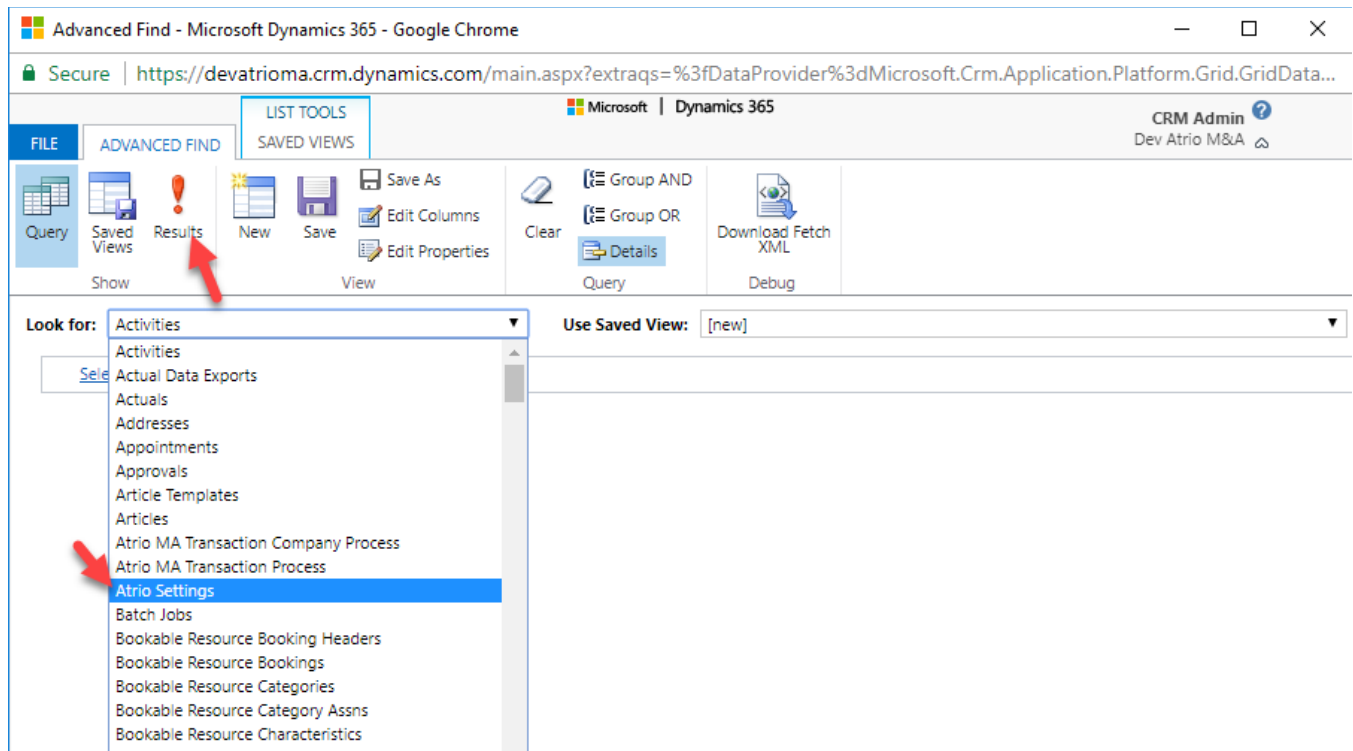 Advanced Find - Microsoft Dynamics 365 - Google Chrome
Secure | https://devatrioma.crm.dynamics.com/main.aspx?extraqs=%3fDataProvider%3dMicrosoft.Crm.Application.Platform.Grid.GridData...
LIST TOOLS
Microsoft | Dynamics 365
CRM Admin
FILE
ADVANCED FIND
SAVED VIEWS
Dev Atrio M&A
Query
Saved Views
Results
New
Save
Save As
Edit Columns
Edit Properties
Clear
Group AND
Group OR
Details
Download Fetch XML
Show
View
Query
Debug
Look for:
Activities
Use Saved View:
[new]
Sele
Activities
Actual Data Exports
Actuals
Addresses
Appointments
Approvals
Article Templates
Articles
Atrio MA Transaction Company Process
Atrio MA Transaction Process
Atrio Settings
Batch Jobs
Bookable Resource Booking Headers
Bookable Resource Bookings
Bookable Resource Categories
Bookable Resource Category Assns
Bookable Resource Characteristics